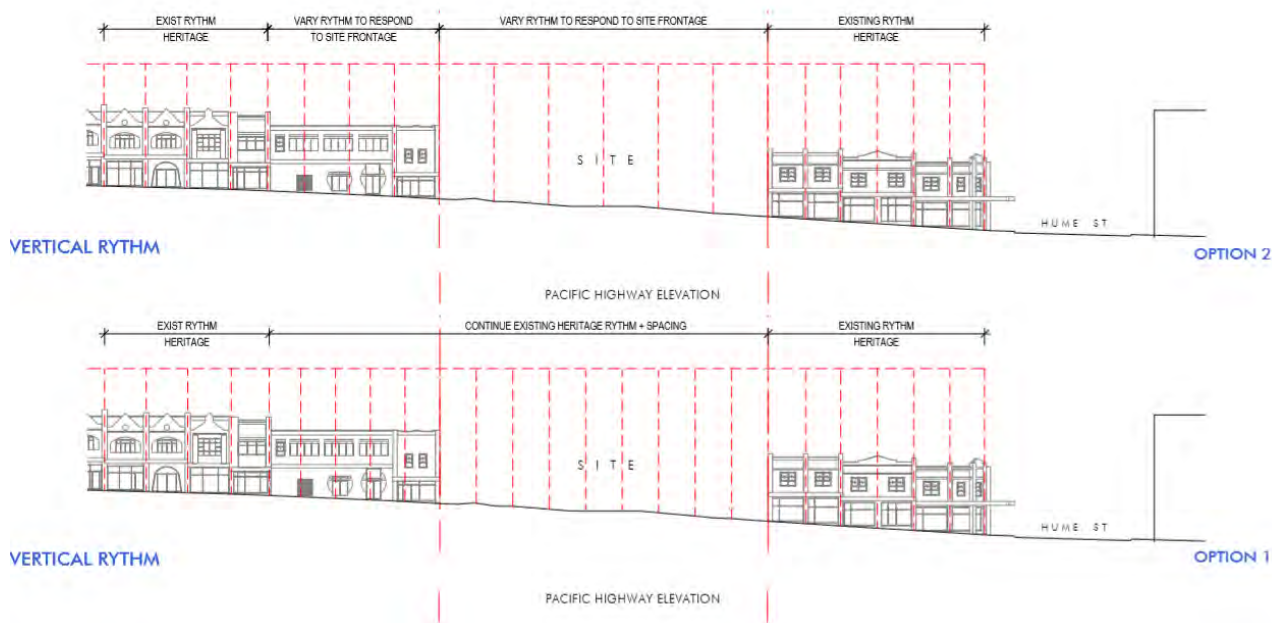 EXIST RYTHM
HERITAGE
VARY RYTHM TO RESPOND
TO SITE FRONTAGE
VARY RYTHM TO RESPOND TO SITE FRONTAGE
EXISTING RYTHM
HERITAGE
SITE
HUME ST
VERTICAL RYTHM
OPTION 2
PACIFIC HIGHWAY ELEVATION
EXIST RYTHM
HERITAGE
CONTINUE EXISTING HERITAGE RYTHM + SPACING
EXISTING RYTHM
HERITAGE
SITE
HUME ST
VERTICAL RYTHM
OPTION 1
PACIFIC HIGHWAY ELEVATION